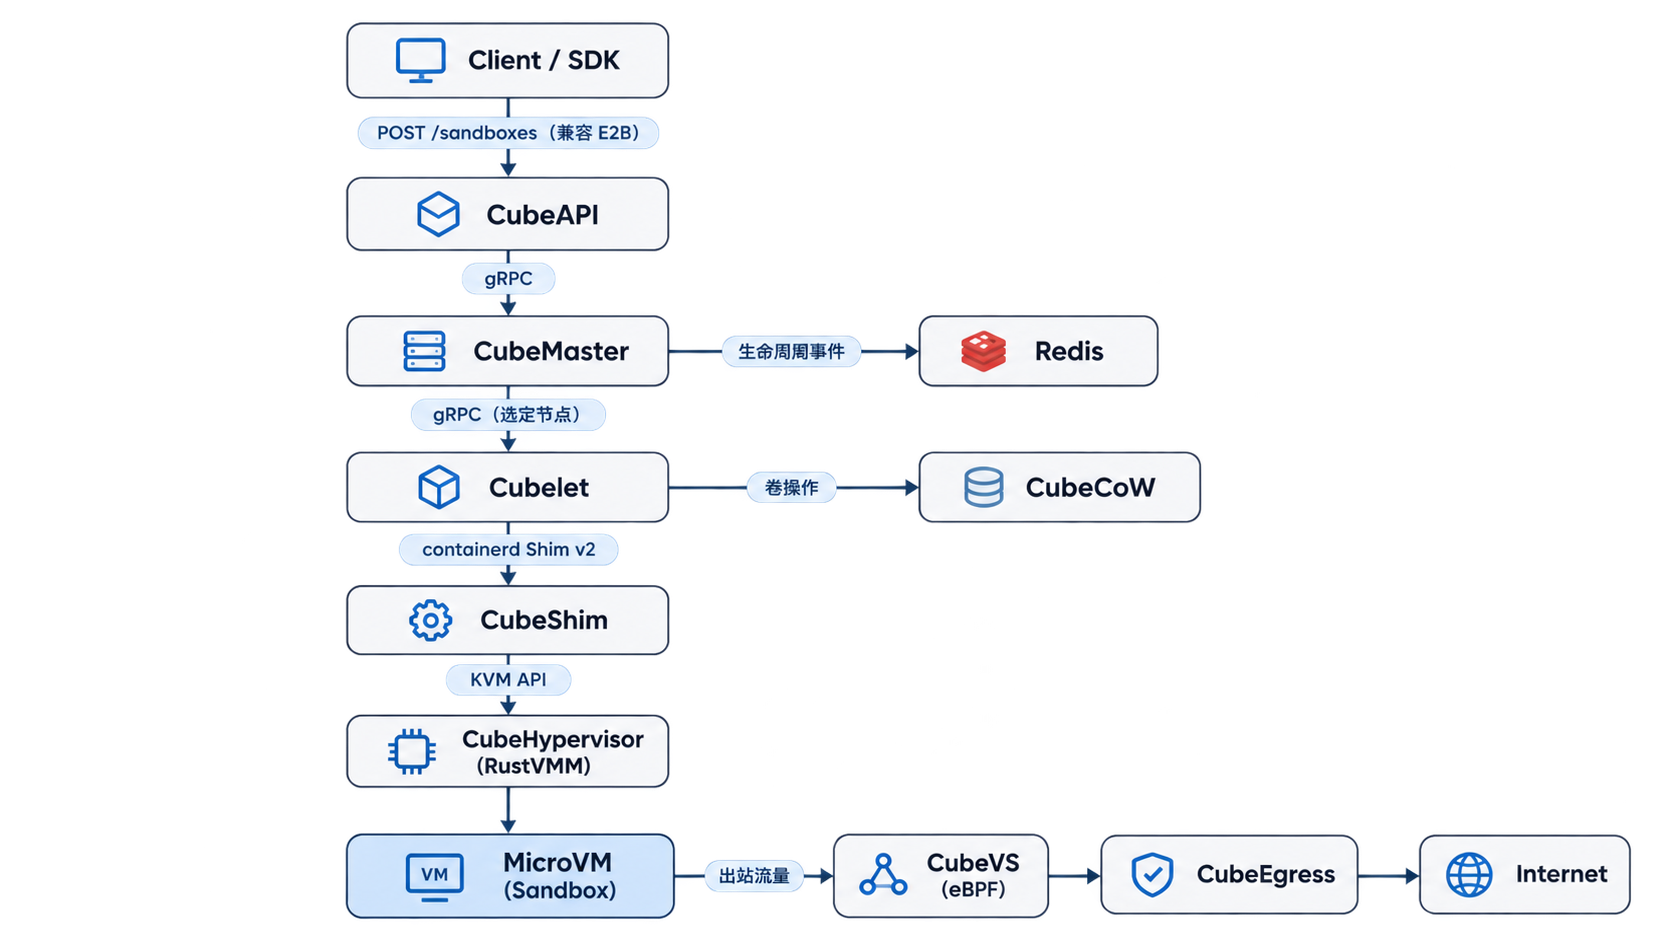 Client / SDK
POST /sandboxes（兼容 E2B）
CubeAPI
gRPC
CubeMaster
生命周期事件
Redis
gRPC（选定节点）
Cubelet
卷操作
CubeCoW
containerd Shim v2
CubeShim
KVM API
CubeHypervisor
(RustVMM)
VM
MicroVM
(Sandbox)
出站流量
CubeVS
(eBPF)
CubeEgress
Internet